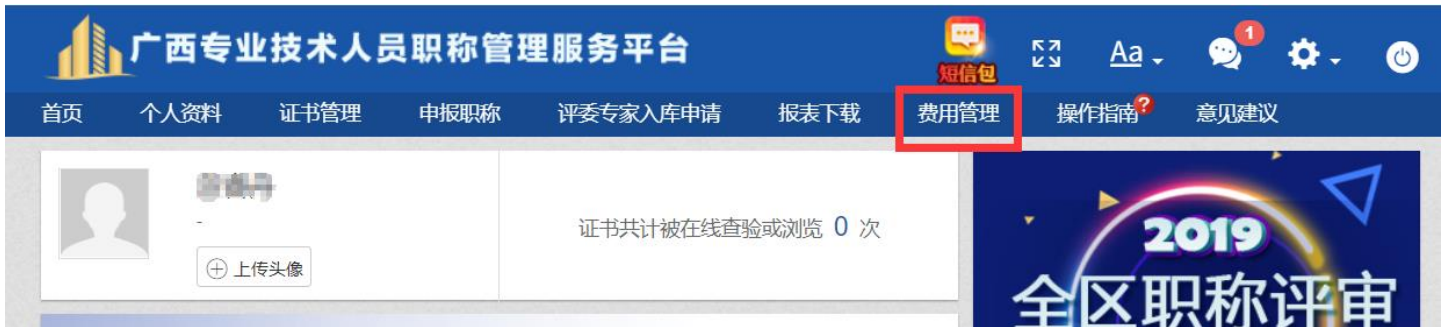 广西专业技术人员职称管理服务平台
短信包
Aa
1
首页 个人资料 证书管理 申报职称 评委专家入库申请 报表下载 费用管理 操作指南? 意见建议
-
证书共计被在线查验或浏览 0 次
上传头像
2019
全区职称评审